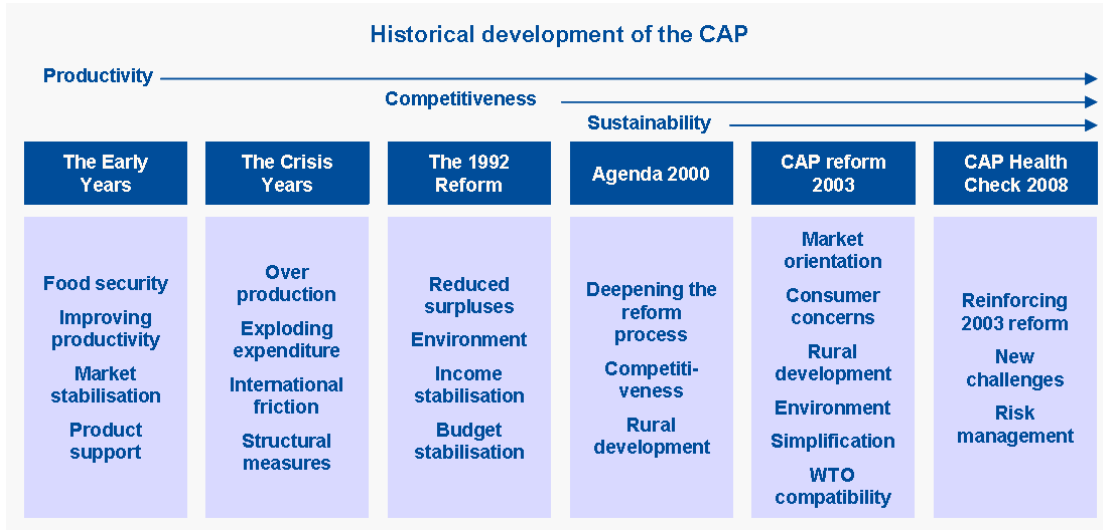 Historical development of the CAP
Productivity
Competitiveness
Sustainability
The Early
Years
The Crisis
Years
The 1992
Reform
Agenda 2000
CAP reform
2003
CAP Health
Check 2008
Food security
Improving
productivity
Market
stabilisation
Product
support
Over
production
Exploding
expenditure
International
friction
Structural
measures
Reduced
surpluses
Environment
Income
stabilisation
Budget
stabilisation
Deepening the
reform
process
Competiti-
veness
Rural
development
Market
orientation
Consumer
concerns
Rural
development
Environment
Simplification
WTO
compatibility
Reinforcing
2003 reform
New
challenges
Risk
management